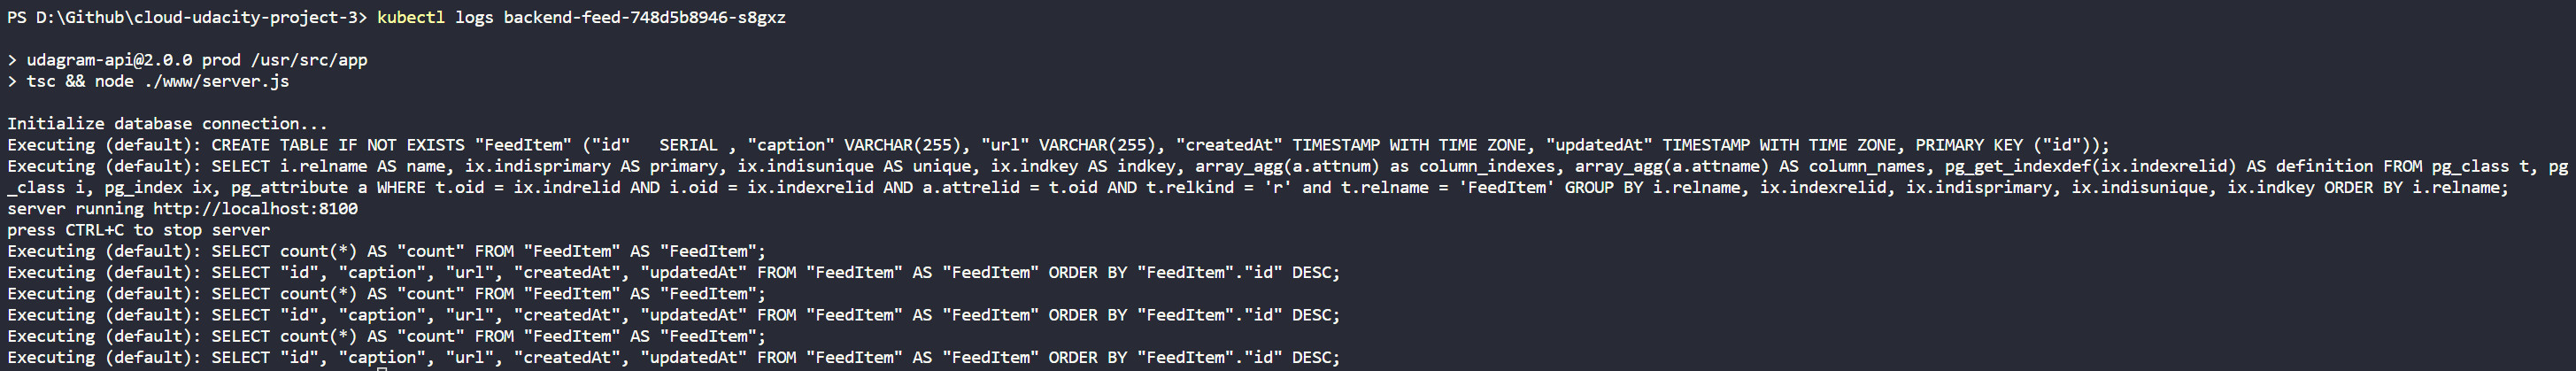 PS D:\Github\cloud-udacity-project-3> kubectl logs backend-feed-748d5b8946-s8gxz
> udagram-api@2.0.0 prod /usr/src/app
> tsc && node ./www/server.js
Initialize database connection...
Executing (default): CREATE TABLE IF NOT EXISTS "FeedItem" ("id"   SERIAL , "caption" VARCHAR(255), "url" VARCHAR(255), "createdAt" TIMESTAMP WITH TIME ZONE, "updatedAt" TIMESTAMP WITH TIME ZONE, PRIMARY KEY ("id"));
Executing (default): SELECT i.relname AS name, ix.indisprimary AS primary, ix.indisunique AS unique, ix.indkey AS indkey, array_agg(a.attnum) as column_indexes, array_agg(a.attname) AS column_names, pg_get_indexdef(ix.indexrelid) AS definition FROM pg_class t, pg
_class i, pg_index ix, pg_attribute a WHERE t.oid = ix.indrelid AND i.oid = ix.indexrelid AND a.attrelid = t.oid AND t.relkind = 'r' and t.relname = 'FeedItem' GROUP BY i.relname, ix.indexrelid, ix.indisprimary, ix.indisunique, ix.indkey ORDER BY i.relname;
server running http://localhost:8100
press CTRL+C to stop server
Executing (default): SELECT count(*) AS "count" FROM "FeedItem" AS "FeedItem";
Executing (default): SELECT "id", "caption", "url", "createdAt", "updatedAt" FROM "FeedItem" AS "FeedItem" ORDER BY "FeedItem"."id" DESC;
Executing (default): SELECT count(*) AS "count" FROM "FeedItem" AS "FeedItem";
Executing (default): SELECT "id", "caption", "url", "createdAt", "updatedAt" FROM "FeedItem" AS "FeedItem" ORDER BY "FeedItem"."id" DESC;
Executing (default): SELECT count(*) AS "count" FROM "FeedItem" AS "FeedItem";
Executing (default): SELECT "id", "caption", "url", "createdAt", "updatedAt" FROM "FeedItem" AS "FeedItem" ORDER BY "FeedItem"."id" DESC;